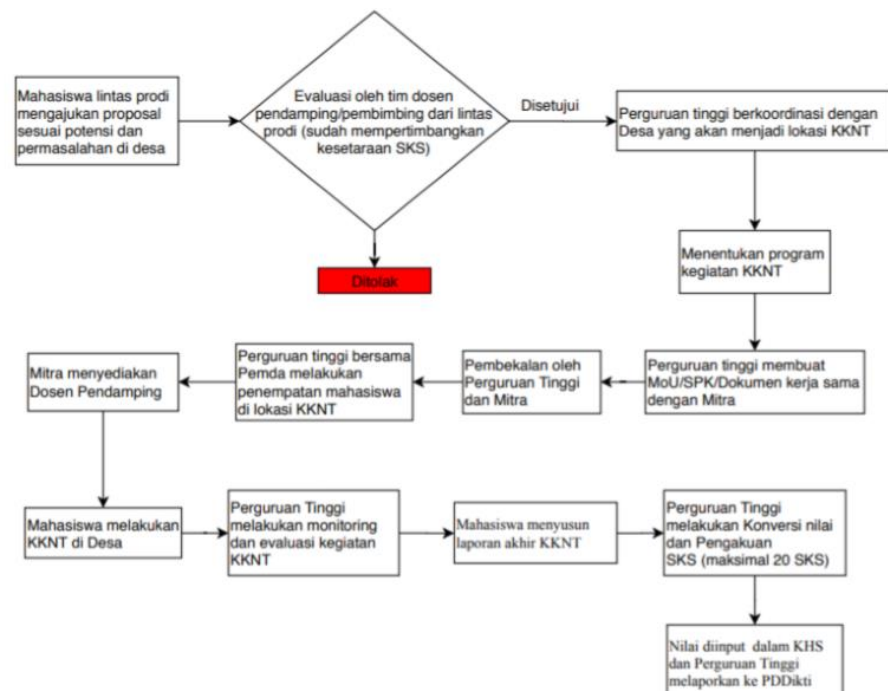 Mahasiswa lintas prodi
mengajukan proposal
sesuai potensi dan
permasalahan di desa
Evaluasi oleh tim dosen
pendamping/pembimbing dari lintas
prodi (sudah mempertimbangkan
kesetaraan SKS)
Disetujui
Perguruan tinggi berkoordinasi dengan
Desa yang akan menjadi lokasi KKNT
Ditolak
Menentukan program
kegiatan KKNT
Perguruan tinggi membuat
MoU/SPK/Dokumen kerja sama
dengan Mitra
Pembekalan oleh
Perguruan Tinggi
dan Mitra
Perguruan tinggi bersama
Pemda melakukan
penempatan mahasiswa
di lokasi KKNT
Mitra menyediakan
Dosen Pendamping
Mahasiswa melakukan
KKNT di Desa
Perguruan Tinggi
melakukan monitoring
dan evaluasi kegiatan
KKNT
Mahasiswa menyusun
laporan akhir KKNT
Perguruan Tinggi
melakukan Konversi nilai
dan Pengakuan
SKS (maksimal 20 SKS)
Nilai diinput dalam KHS
dan Perguruan Tinggi
melaporkan ke PDDikti